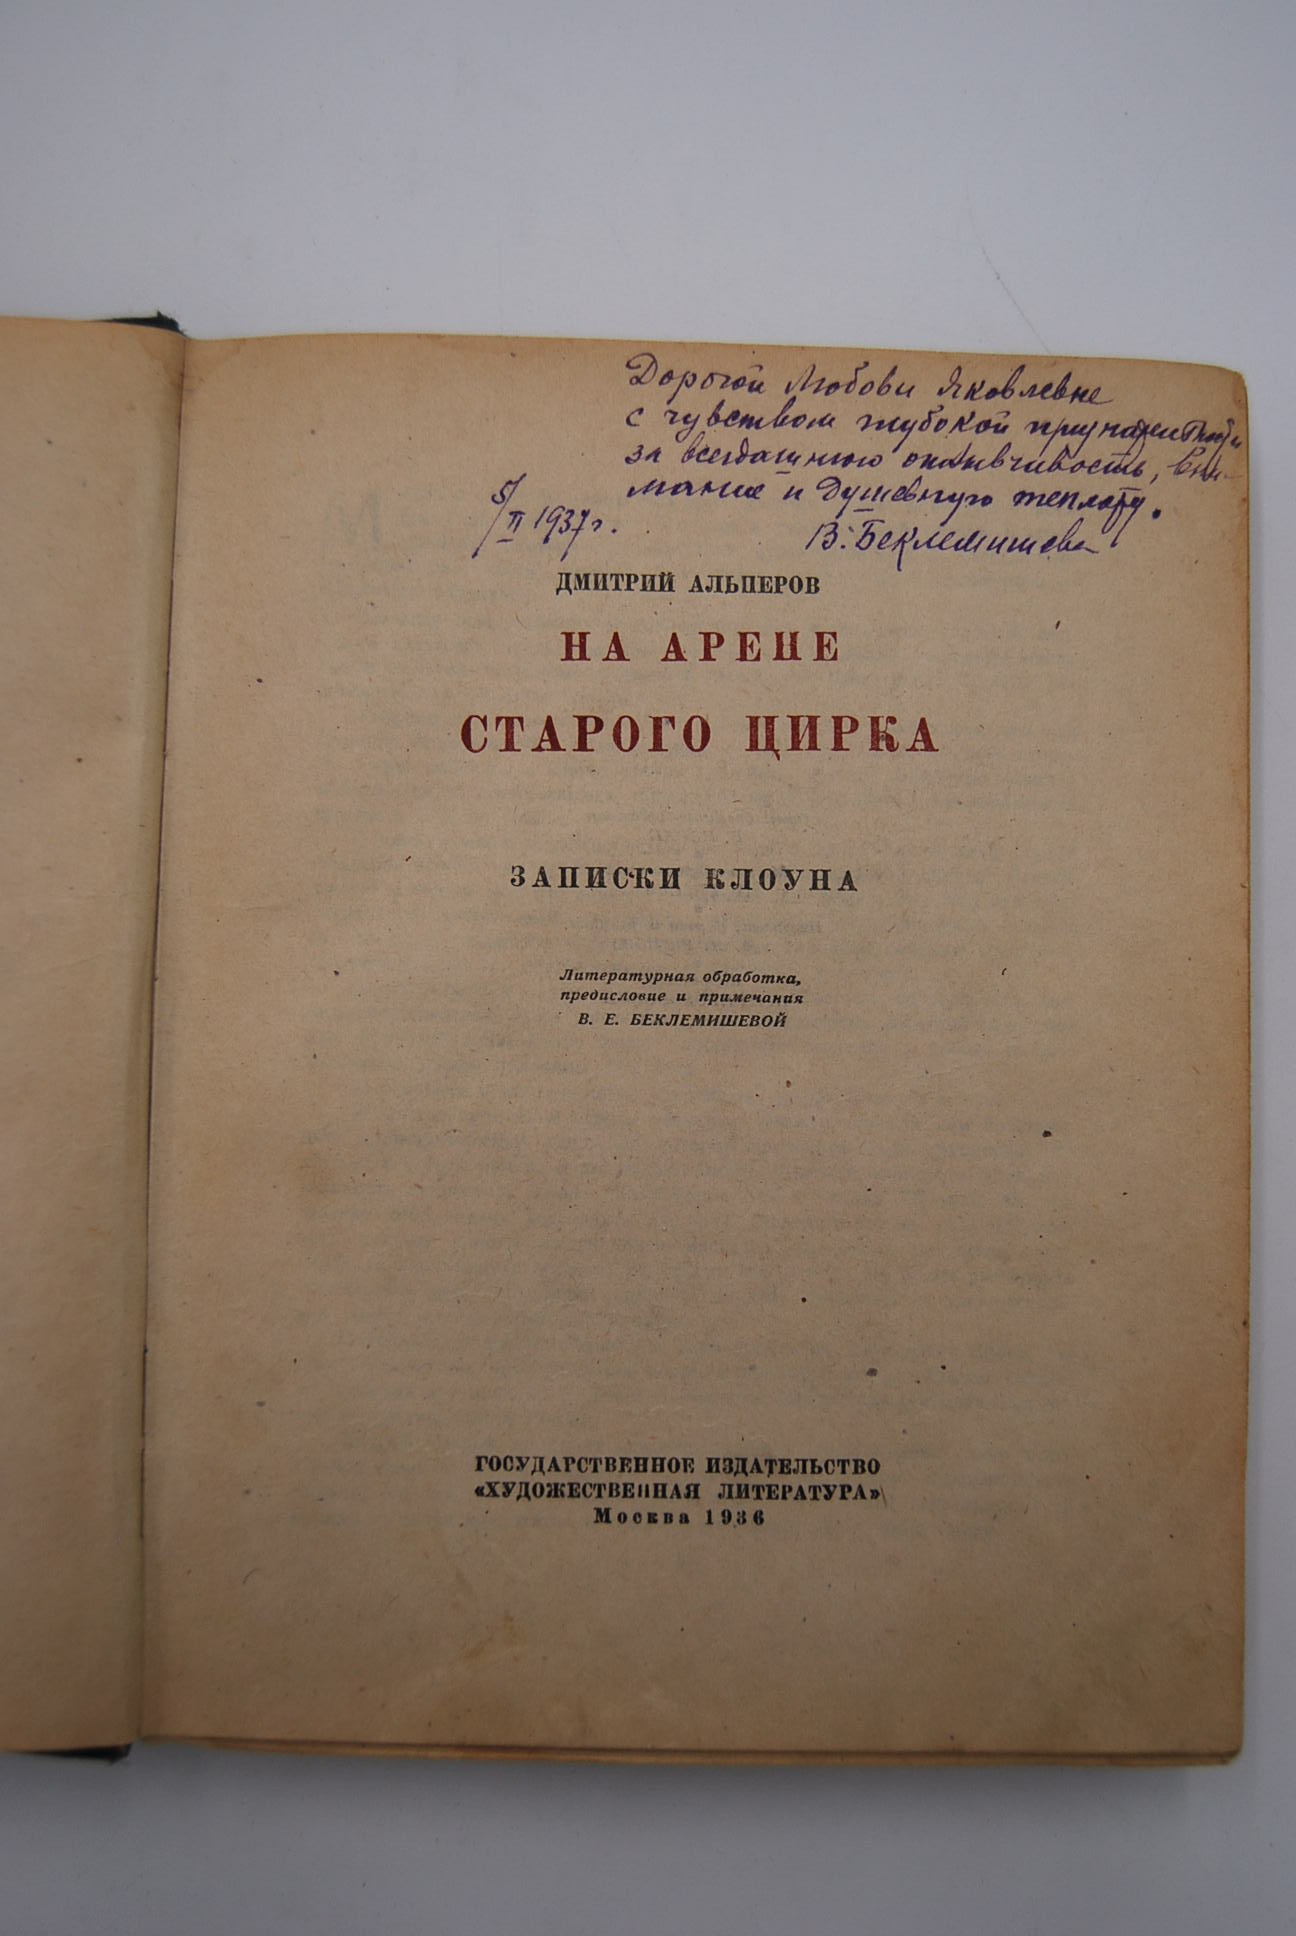 Дорогой Любови Яковлевне
с чувством глубокой признательности
за всегдашнюю отзывчивость, вни-
мание и душевную теплоту.
5/II 1937 г.
В. Беклемишева
ДМИТРИЙ АЛЬПЕРОВ
НА АРЕНЕ
СТАРОГО ЦИРКА
ЗАПИСКИ КЛОУНА
Литературная обработка,
предисловие и примечания
В. Е. БЕКЛЕМИШЕВОЙ
ГОСУДАРСТВЕННОЕ ИЗДАТЕЛЬСТВО
«ХУДОЖЕСТВЕННАЯ ЛИТЕРАТУРА»
Москва 1936